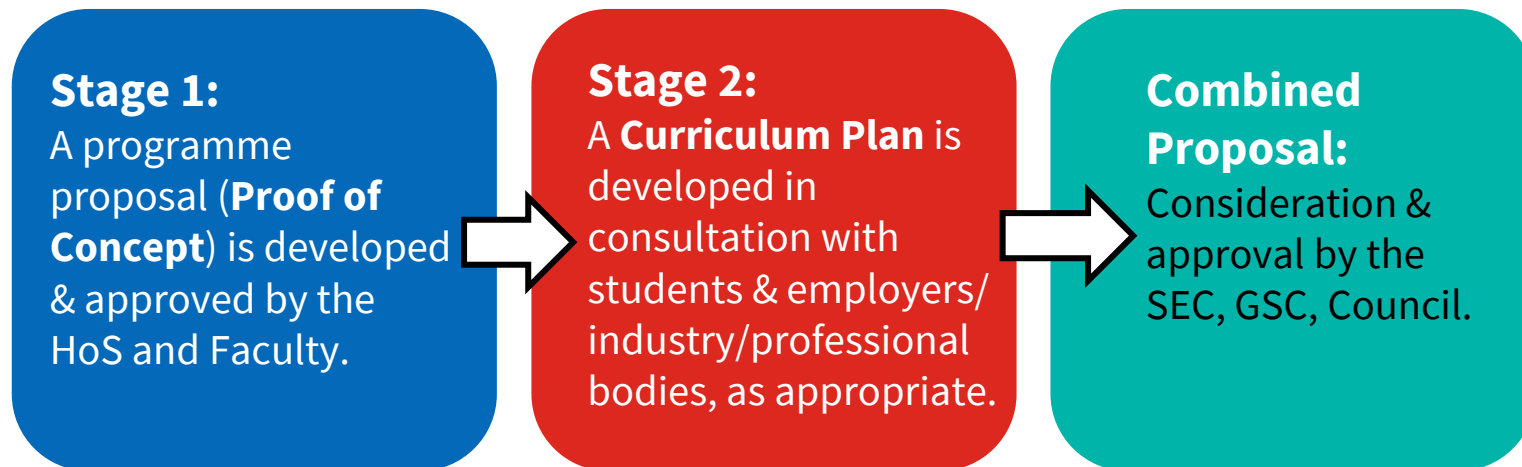 Stage 1:
A programme
proposal (Proof of
Concept) is developed
& approved by the
HoS and Faculty.
Stage 2:
A Curriculum Plan is
developed in
consultation with
students & employers/
industry/professional
bodies, as appropriate.
Combined
Proposal:
Consideration &
approval by the
SEC, GSC, Council.